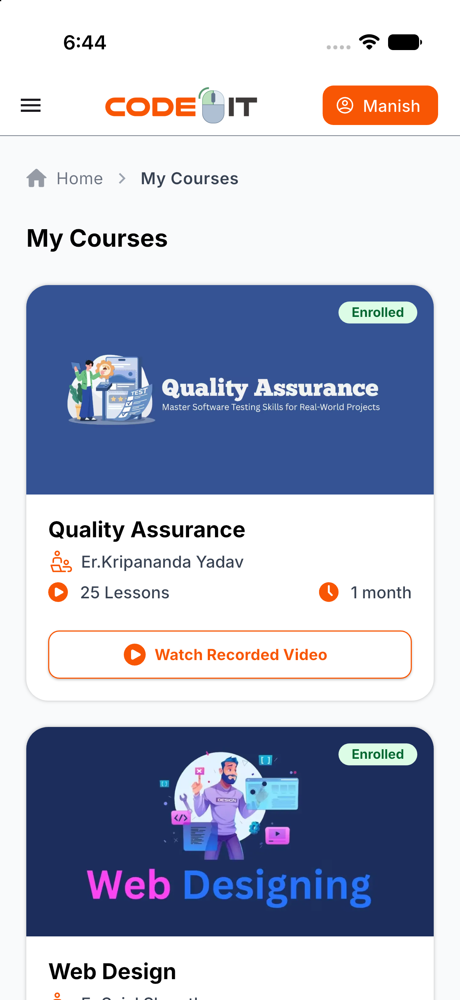 6:44
CODE IT
Manish
Home > My Courses
My Courses
Enrolled
TEST
Quality Assurance
Master Software Testing Skills for Real-World Projects
Quality Assurance
Er.Kripananda Yadav
25 Lessons
1 month
Watch Recorded Video
Enrolled
[ ]
[ ]
DESIGN
</>
Web Designing
Web Design